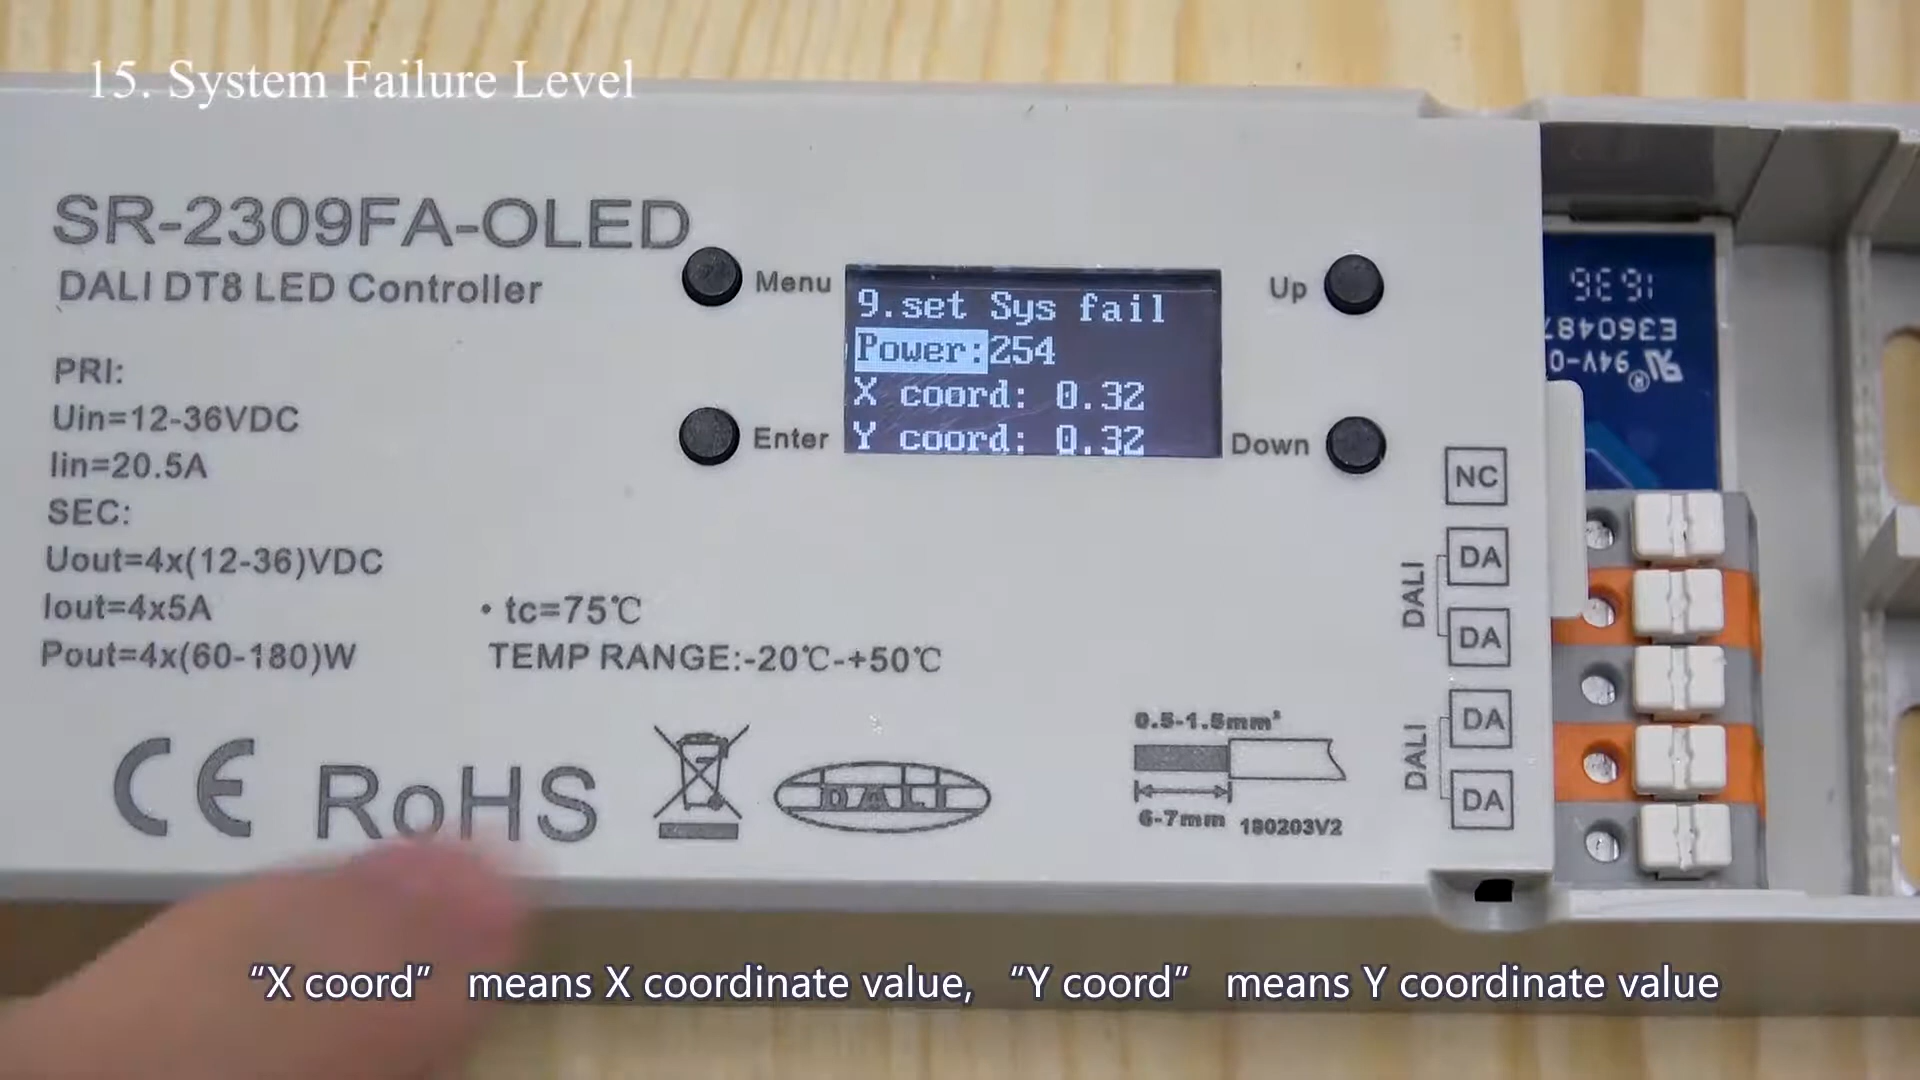 15. System Failure Level
SR-2309FA-OLED
DALI DT8 LED Controller
PRI:
Uin=12-36VDC
Iin=20.5A
SEC:
Uout=4x(12-36)VDC
Iout=4x5A
Pout=4x(60-180)W
• tc=75℃
TEMP RANGE:-20℃-+50℃
Menu
Enter
9.set Sys fail
Power:254
X coord: 0.32
Y coord: 0.32
Up
Down
NC
DALI
DA
DA
DALI
DA
DA
CE
RoHS
DALI
0.5-1.5mm²
6-7mm
180203V2
1636
94V-0
“X coord” means X coordinate value, “Y coord” means Y coordinate value